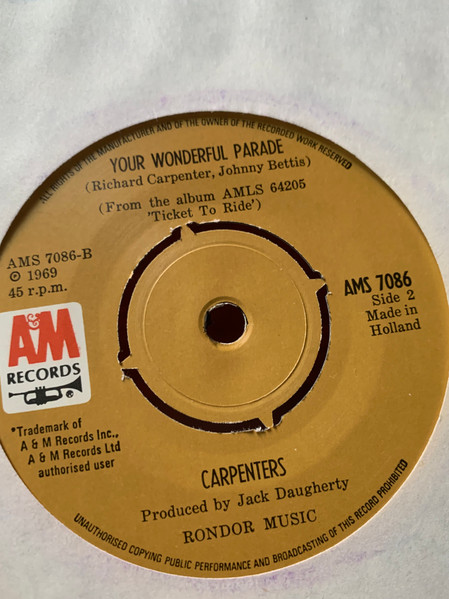 ALL RIGHTS OF THE MANUFACTURER AND OF THE OWNER OF THE RECORDED WORK RESERVED
YOUR WONDERFUL PARADE
(Richard Carpenter, Johnny Bettis)
(From the album AMLS 64205
'Ticket To Ride')
AMS 7086-B
℗ 1969
45 r.p.m.
AMS 7086
Side 2
Made in
Holland
A&M
RECORDS
®
*Trademark of
A & M Records Inc.,
A & M Records Ltd
authorised user
CARPENTERS
Produced by Jack Daugherty
RONDOR MUSIC
UNAUTHORISED COPYING PUBLIC PERFORMANCE AND BROADCASTING OF THIS RECORD PROHIBITED